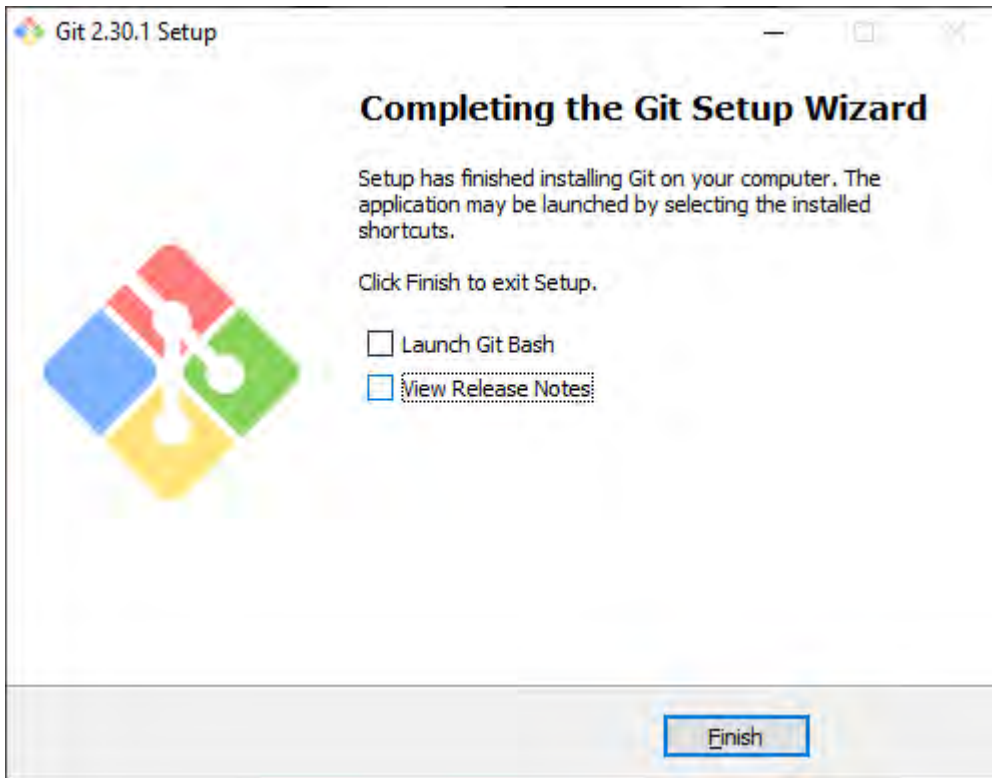 Git 2.30.1 Setup
Completing the Git Setup Wizard
Setup has finished installing Git on your computer. The
application may be launched by selecting the installed
shortcuts.
Click Finish to exit Setup.
Launch Git Bash
View Release Notes
Finish